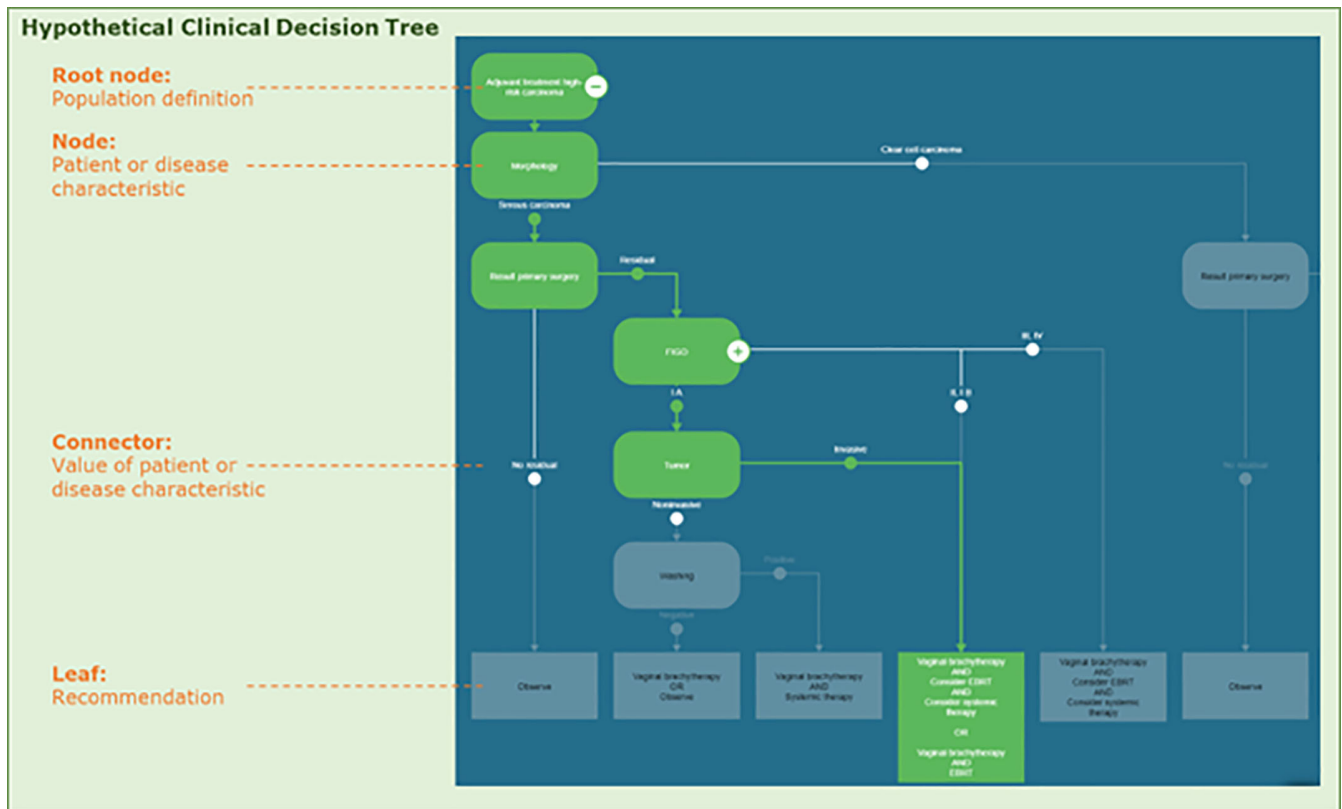 Hypothetical Clinical Decision Tree
Root node:
Population definition
Node:
Patient or disease
characteristic
Connector:
Value of patient or
disease characteristic
Leaf:
Recommendation
Adjuvant treatment high-
risk carcinoma
Morphology
Clear cell carcinoma
Serous carcinoma
Result primary surgery
Residual
Result primary surgery
FIGO
III, IV
I A
II, I B
No residual
Tumor
Invasive
No residual
Noninvasive
Washing
Positive
Negative
Observe
Vaginal brachytherapy
OR
Observe
Vaginal brachytherapy
AND
Systemic therapy
Vaginal brachytherapy
AND
Consider EBRT
AND
Consider systemic
therapy
OR
Vaginal brachytherapy
AND
EBRT
Vaginal brachytherapy
AND
Consider EBRT
AND
Consider systemic
therapy
Observe